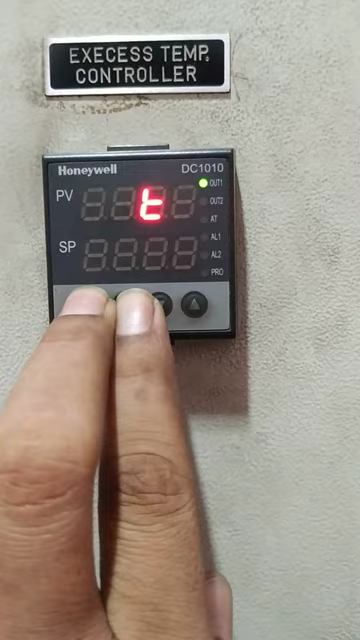 EXECESS TEMP.
CONTROLLER
Honeywell DC1010
PV t
OUT1
OUT2
AT
SP
AL1
AL2
PRO